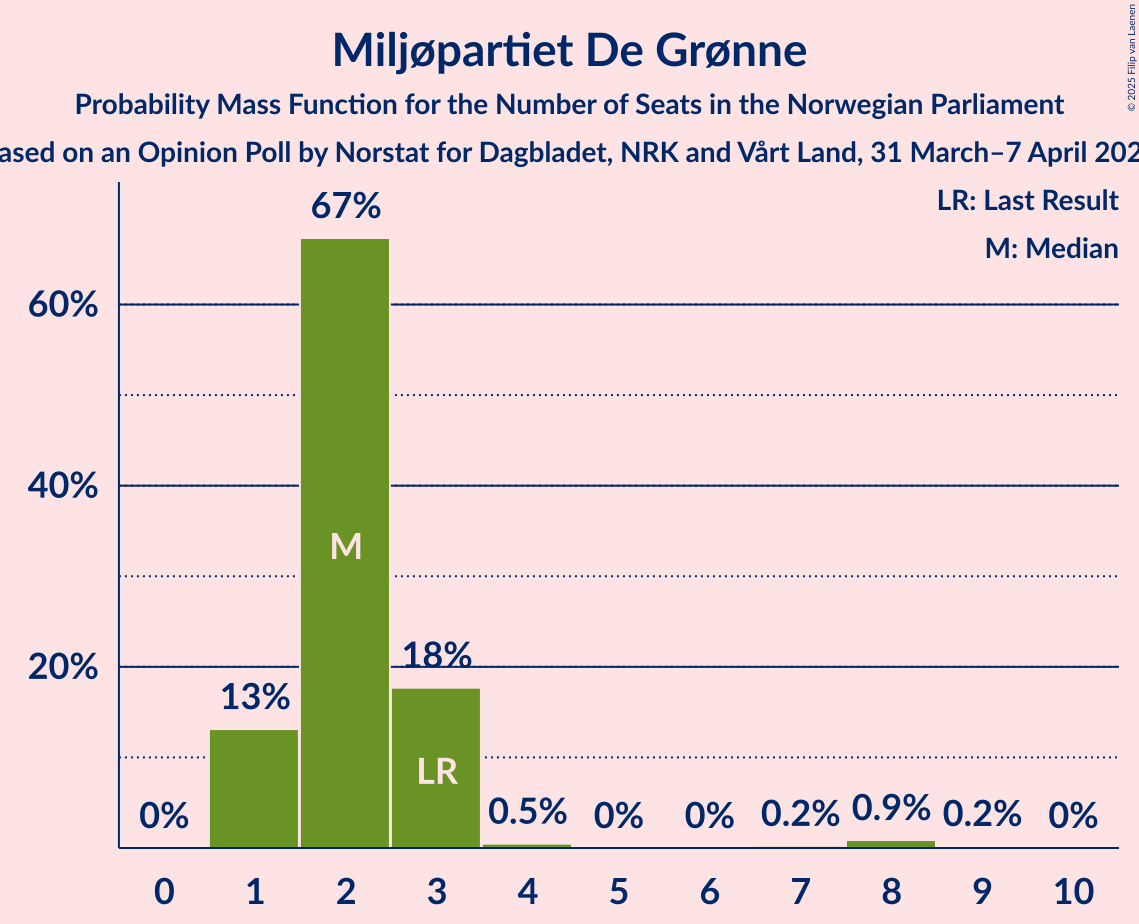 Miljøpartiet De Grønne
Probability Mass Function for the Number of Seats in the Norwegian Parliament
ased on an Opinion Poll by Norstat for Dagbladet, NRK and Vårt Land, 31 March–7 April 202
© 2025 Filip van Laenen
LR: Last Result
M: Median
67%
60%
40%
M
18%
20%
13%
LR
0%
0.5%
0%
0%
0.2%
0.9%
0.2%
0%
0 1 2 3 4 5 6 7 8 9 10